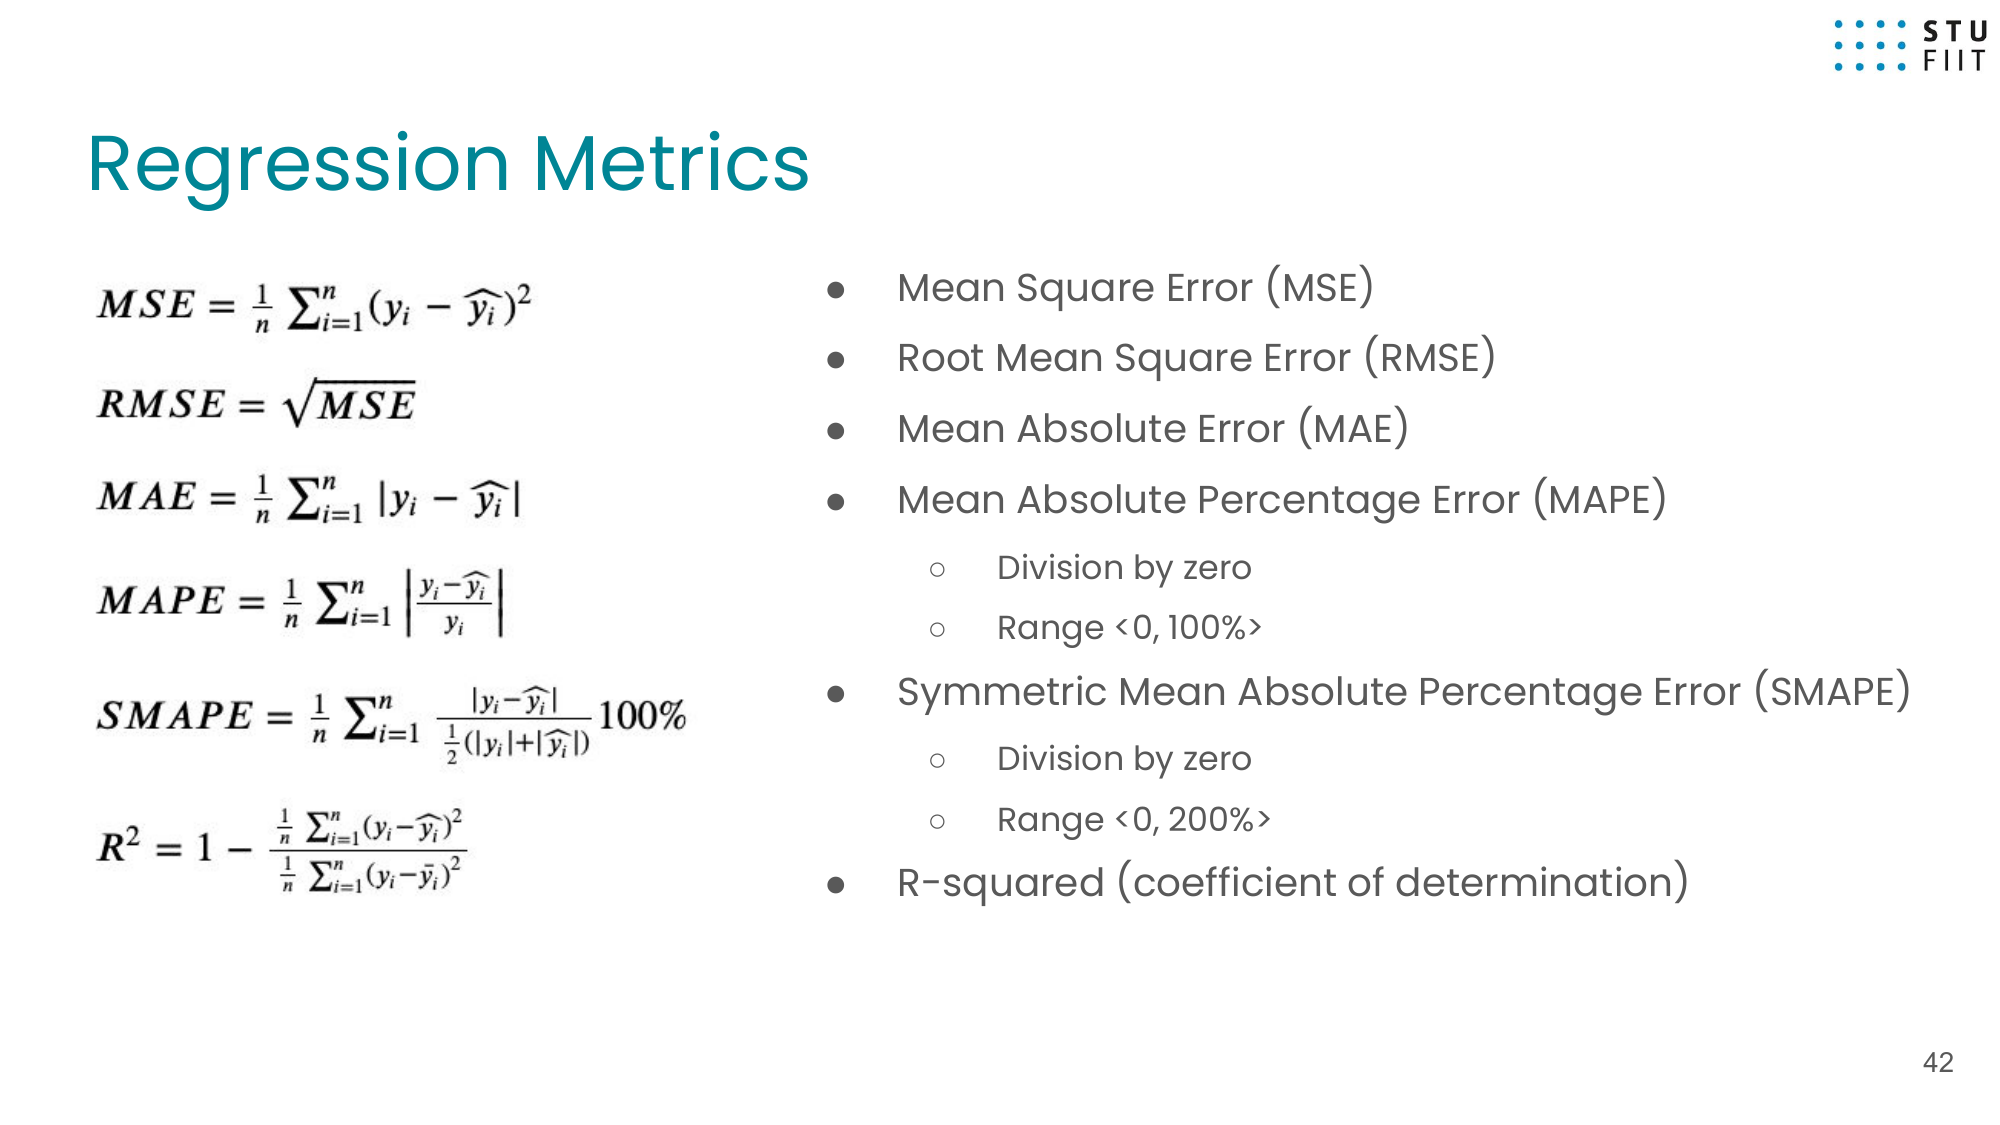 STU
FIIT
Regression Metrics
MSE = \frac{1}{n} \sum_{i=1}^{n} (y_i - \widehat{y_i})^2
RMSE = \sqrt{MSE}
MAE = \frac{1}{n} \sum_{i=1}^{n} |y_i - \widehat{y_i}|
MAPE = \frac{1}{n} \sum_{i=1}^{n} \left| \frac{y_i - \widehat{y_i}}{y_i} \right|
SMAPE = \frac{1}{n} \sum_{i=1}^{n} \frac{|y_i - \widehat{y_i}|}{\frac{1}{2}(|y_i| + |\widehat{y_i}|)} 100%
R^2 = 1 - \frac{\frac{1}{n} \sum_{i=1}^{n} (y_i - \widehat{y_i})^2}{\frac{1}{n} \sum_{i=1}^{n} (y_i - \bar{y_i})^2}
● Mean Square Error (MSE)
● Root Mean Square Error (RMSE)
● Mean Absolute Error (MAE)
● Mean Absolute Percentage Error (MAPE)
○ Division by zero
○ Range <0, 100%>
● Symmetric Mean Absolute Percentage Error (SMAPE)
○ Division by zero
○ Range <0, 200%>
● R-squared (coefficient of determination)
42